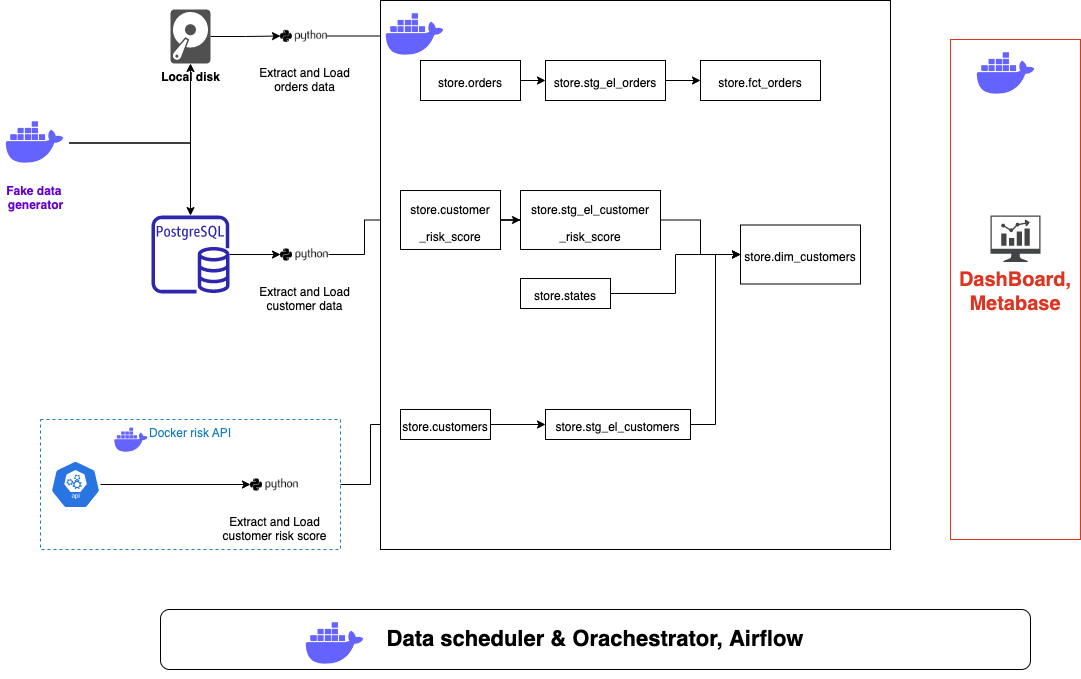 Local disk
python
Extract and Load
orders data
store.orders
store.stg_el_orders
store.fct_orders
Fake data
generator
PostgreSQL
python
Extract and Load
customer data
store.customer
_risk_score
store.stg_el_customer
_risk_score
store.states
store.dim_customers
DashBoard,
Metabase
store.customers
store.stg_el_customers
Docker risk API
api
python
Extract and Load
customer risk score
Data scheduler & Orachestrator, Airflow